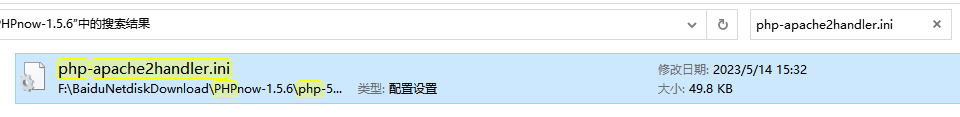 HPnow-1.5.6"中的搜索结果
php-apache2handler.ini
php-apache2handler.ini
修改日期: 2023/5/14 15:32
F:\BaiduNetdiskDownload\PHPnow-1.5.6\php-5... 类型: 配置设置
大小: 49.8 KB